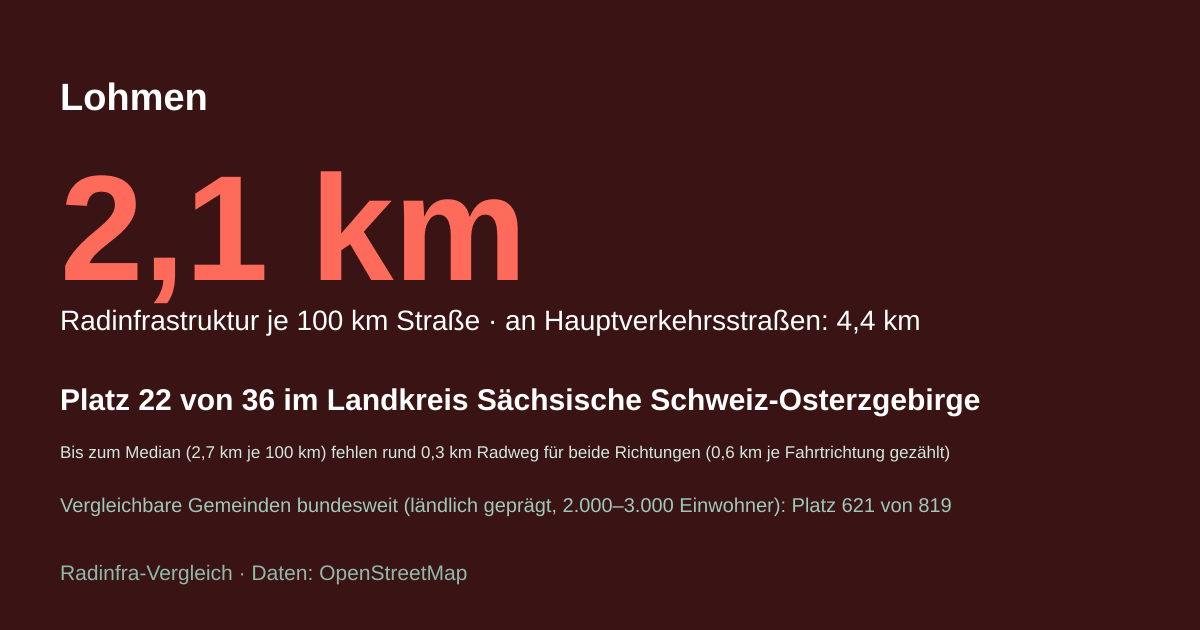 Lohmen
2,1 km
Radinfrastruktur je 100 km Straße · an Hauptverkehrsstraßen: 4,4 km
Platz 22 von 36 im Landkreis Sächsische Schweiz-Osterzgebirge
Bis zum Median (2,7 km je 100 km) fehlen rund 0,3 km Radweg für beide Richtungen (0,6 km je Fahrtrichtung gezählt)
Vergleichbare Gemeinden bundesweit (ländlich geprägt, 2.000–3.000 Einwohner): Platz 621 von 819
Radinfra-Vergleich · Daten: OpenStreetMap